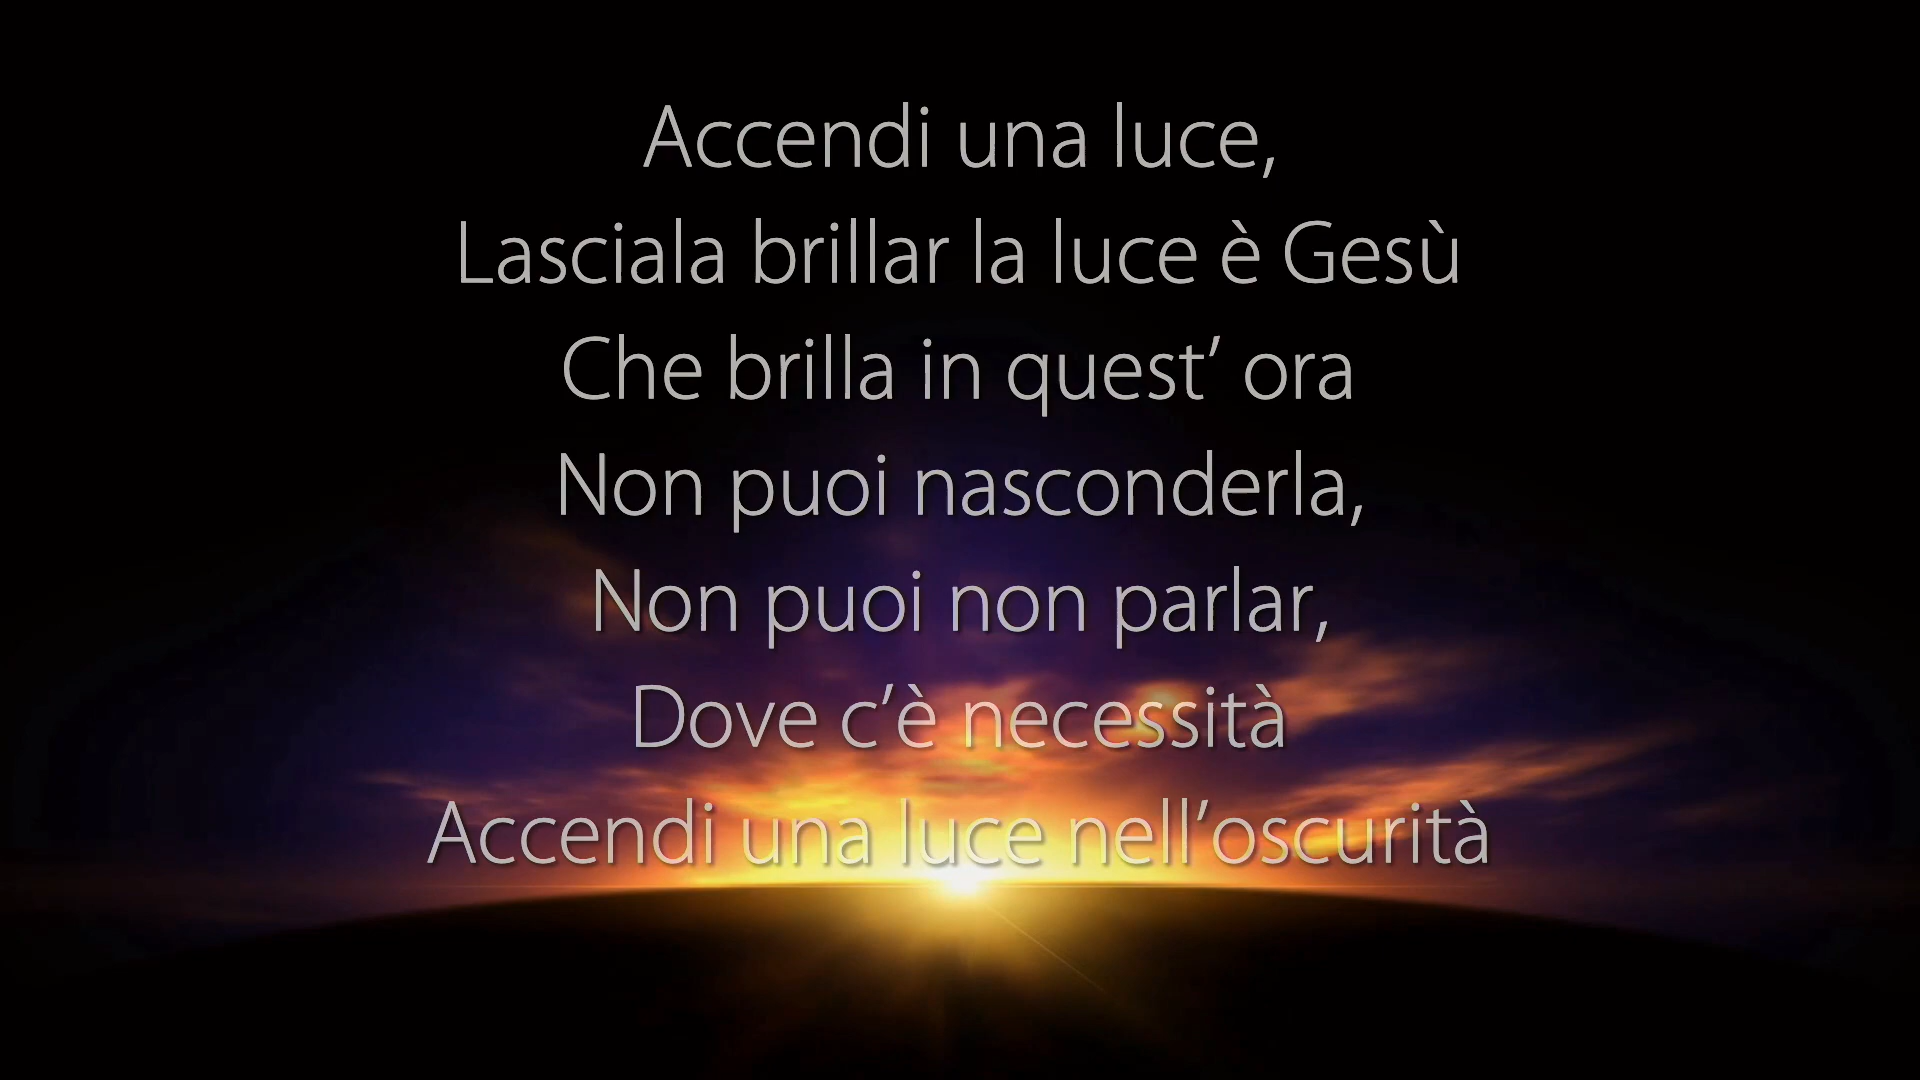 Accendi una luce,
Lasciala brillar la luce è Gesù
Che brilla in quest’ ora
Non puoi nasconderla,
Non puoi non parlar,
Dove c’è necessità
Accendi una luce nell’oscurità